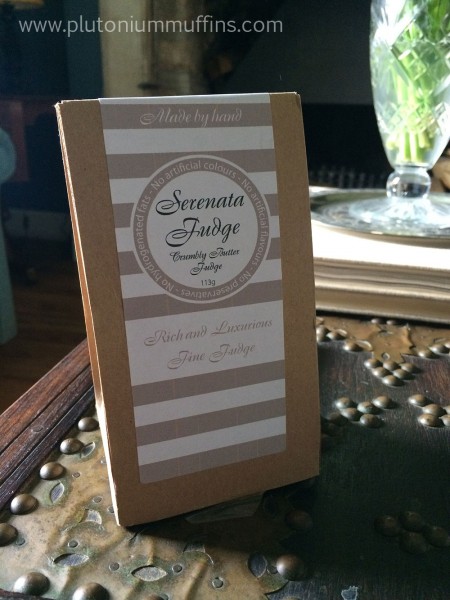 www.plutoniummuffins.com
Made by hand
No hydrogenated fats · No artificial colours · No artificial flavours · No preservatives ·
Serenata
Fudge
Crumbly Butter
Fudge
113g
Rich and Luxurious
Fine Fudge